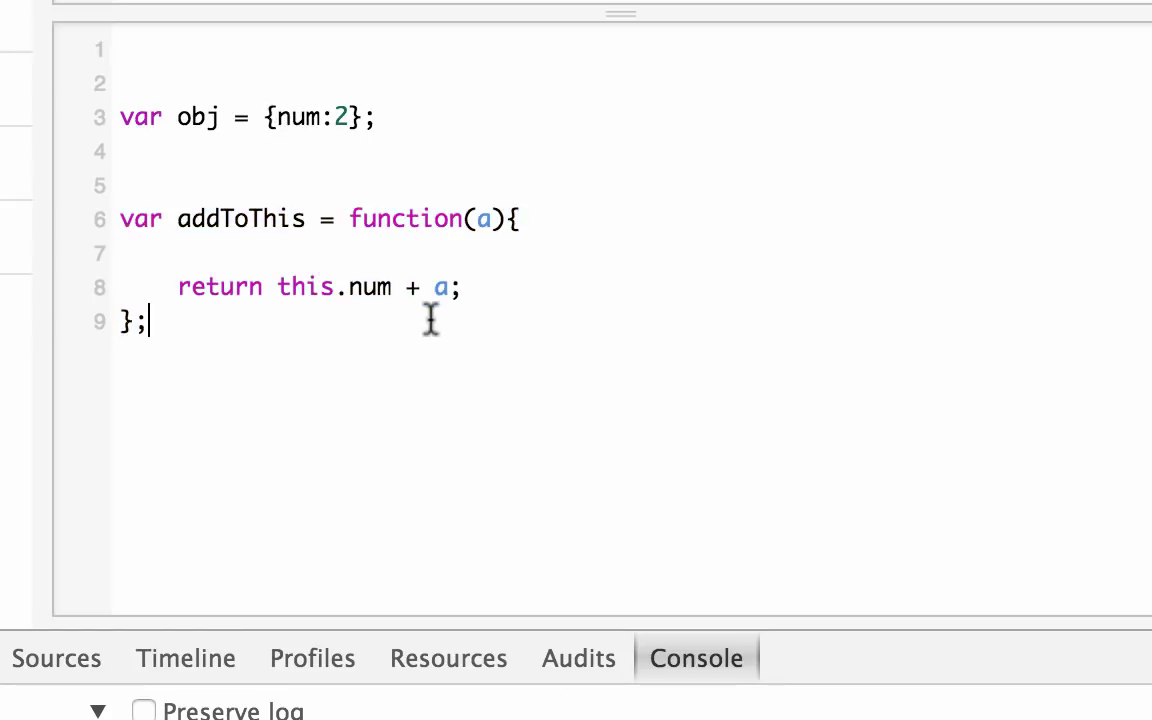 1
2
3 var obj = {num:2};
4
5
6 var addToThis = function(a){
7
8 return this.num + a;
9 };
Sources Timeline Profiles Resources Audits Console
▼ Preserve log